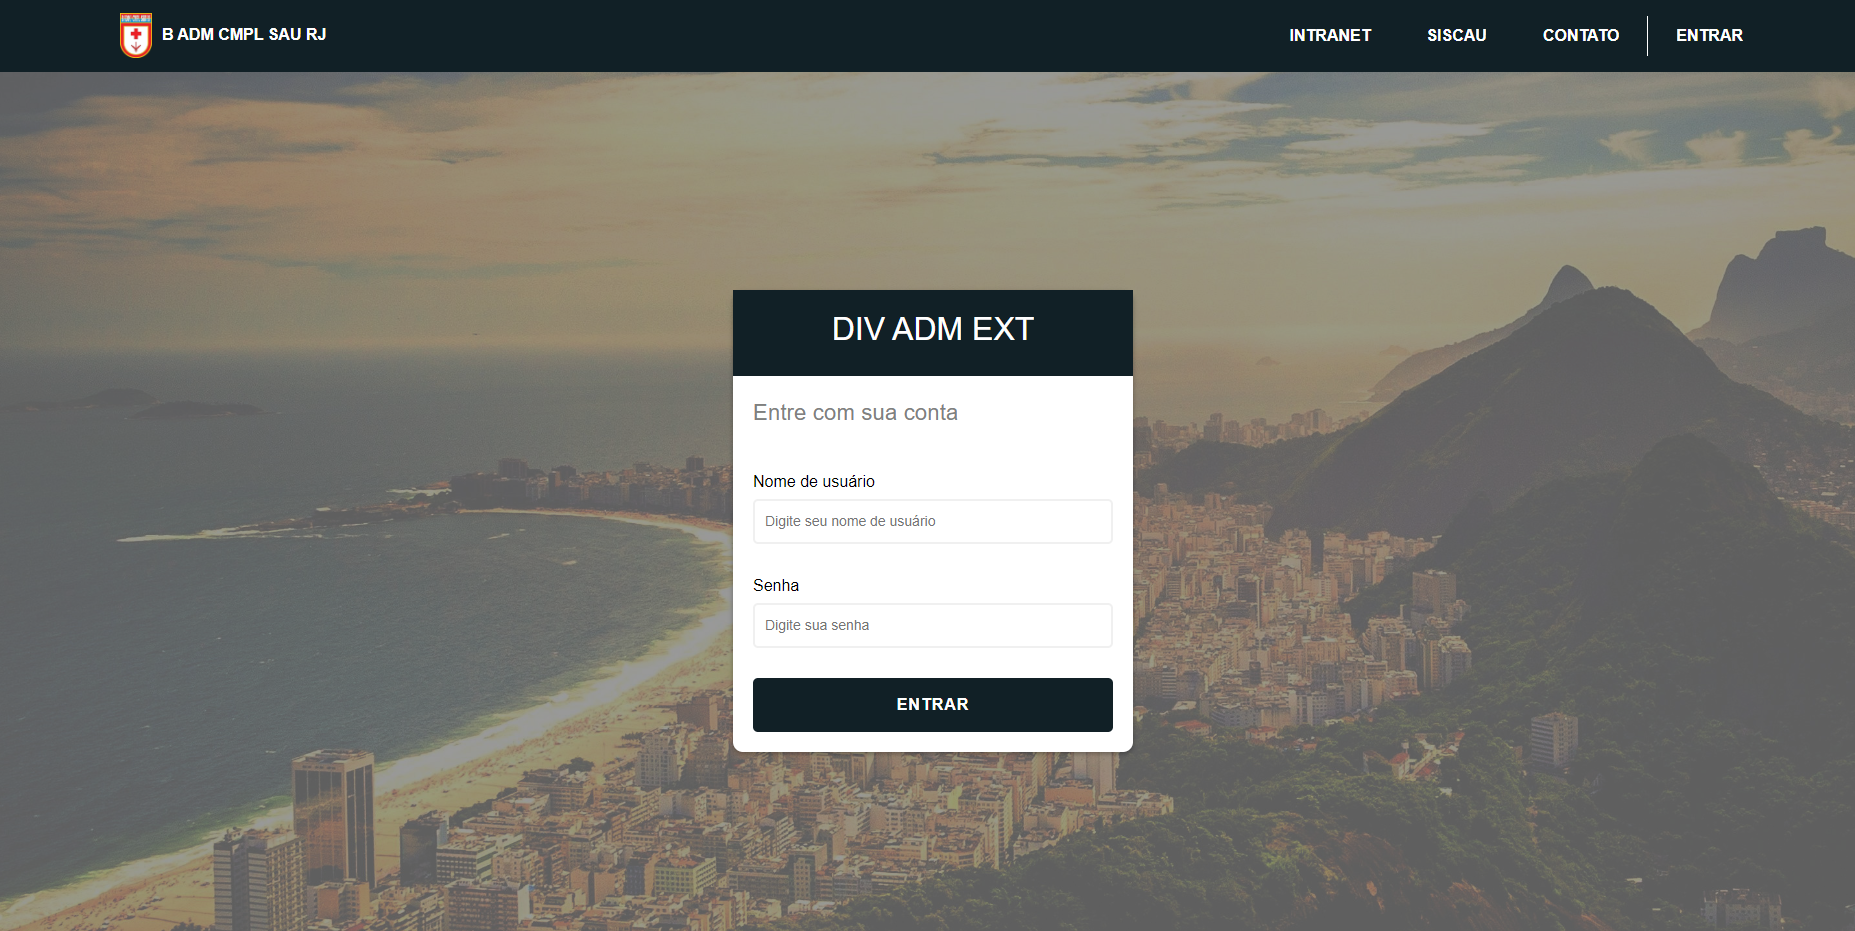 B ADM CMPL SAU RJ
INTRANET
SISCAU
CONTATO
ENTRAR
DIV ADM EXT
Entre com sua conta
Nome de usuário
Digite seu nome de usuário
Senha
Digite sua senha
ENTRAR